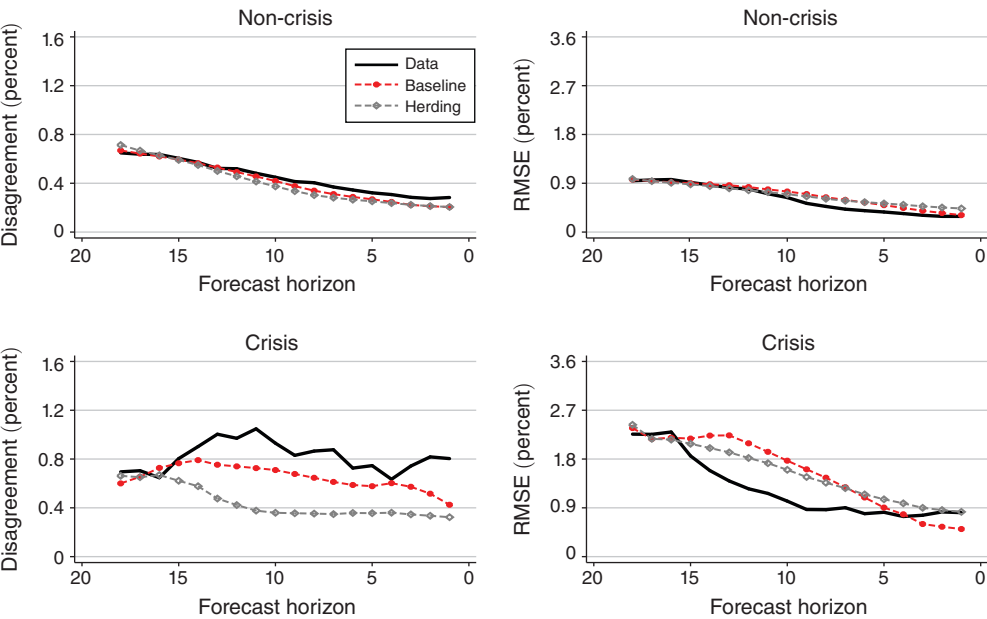 Non-crisis
Disagreement (percent)
1.6
1.2
0.8
0.4
0
20 15 10 5 0
Forecast horizon
Data
Baseline
Herding
Non-crisis
RMSE (percent)
3.6
2.7
1.8
0.9
0
20 15 10 5 0
Forecast horizon
Crisis
Disagreement (percent)
1.6
1.2
0.8
0.4
0
20 15 10 5 0
Forecast horizon
Crisis
RMSE (percent)
3.6
2.7
1.8
0.9
0
20 15 10 5 0
Forecast horizon